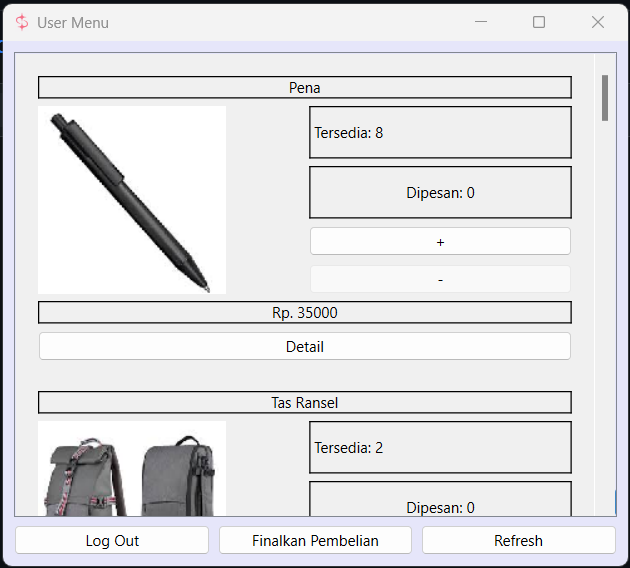 User Menu
Pena
Tersedia: 8
Dipesan: 0
+
-
Rp. 35000
Detail
Tas Ransel
Tersedia: 2
Dipesan: 0
Log Out
Finalkan Pembelian
Refresh